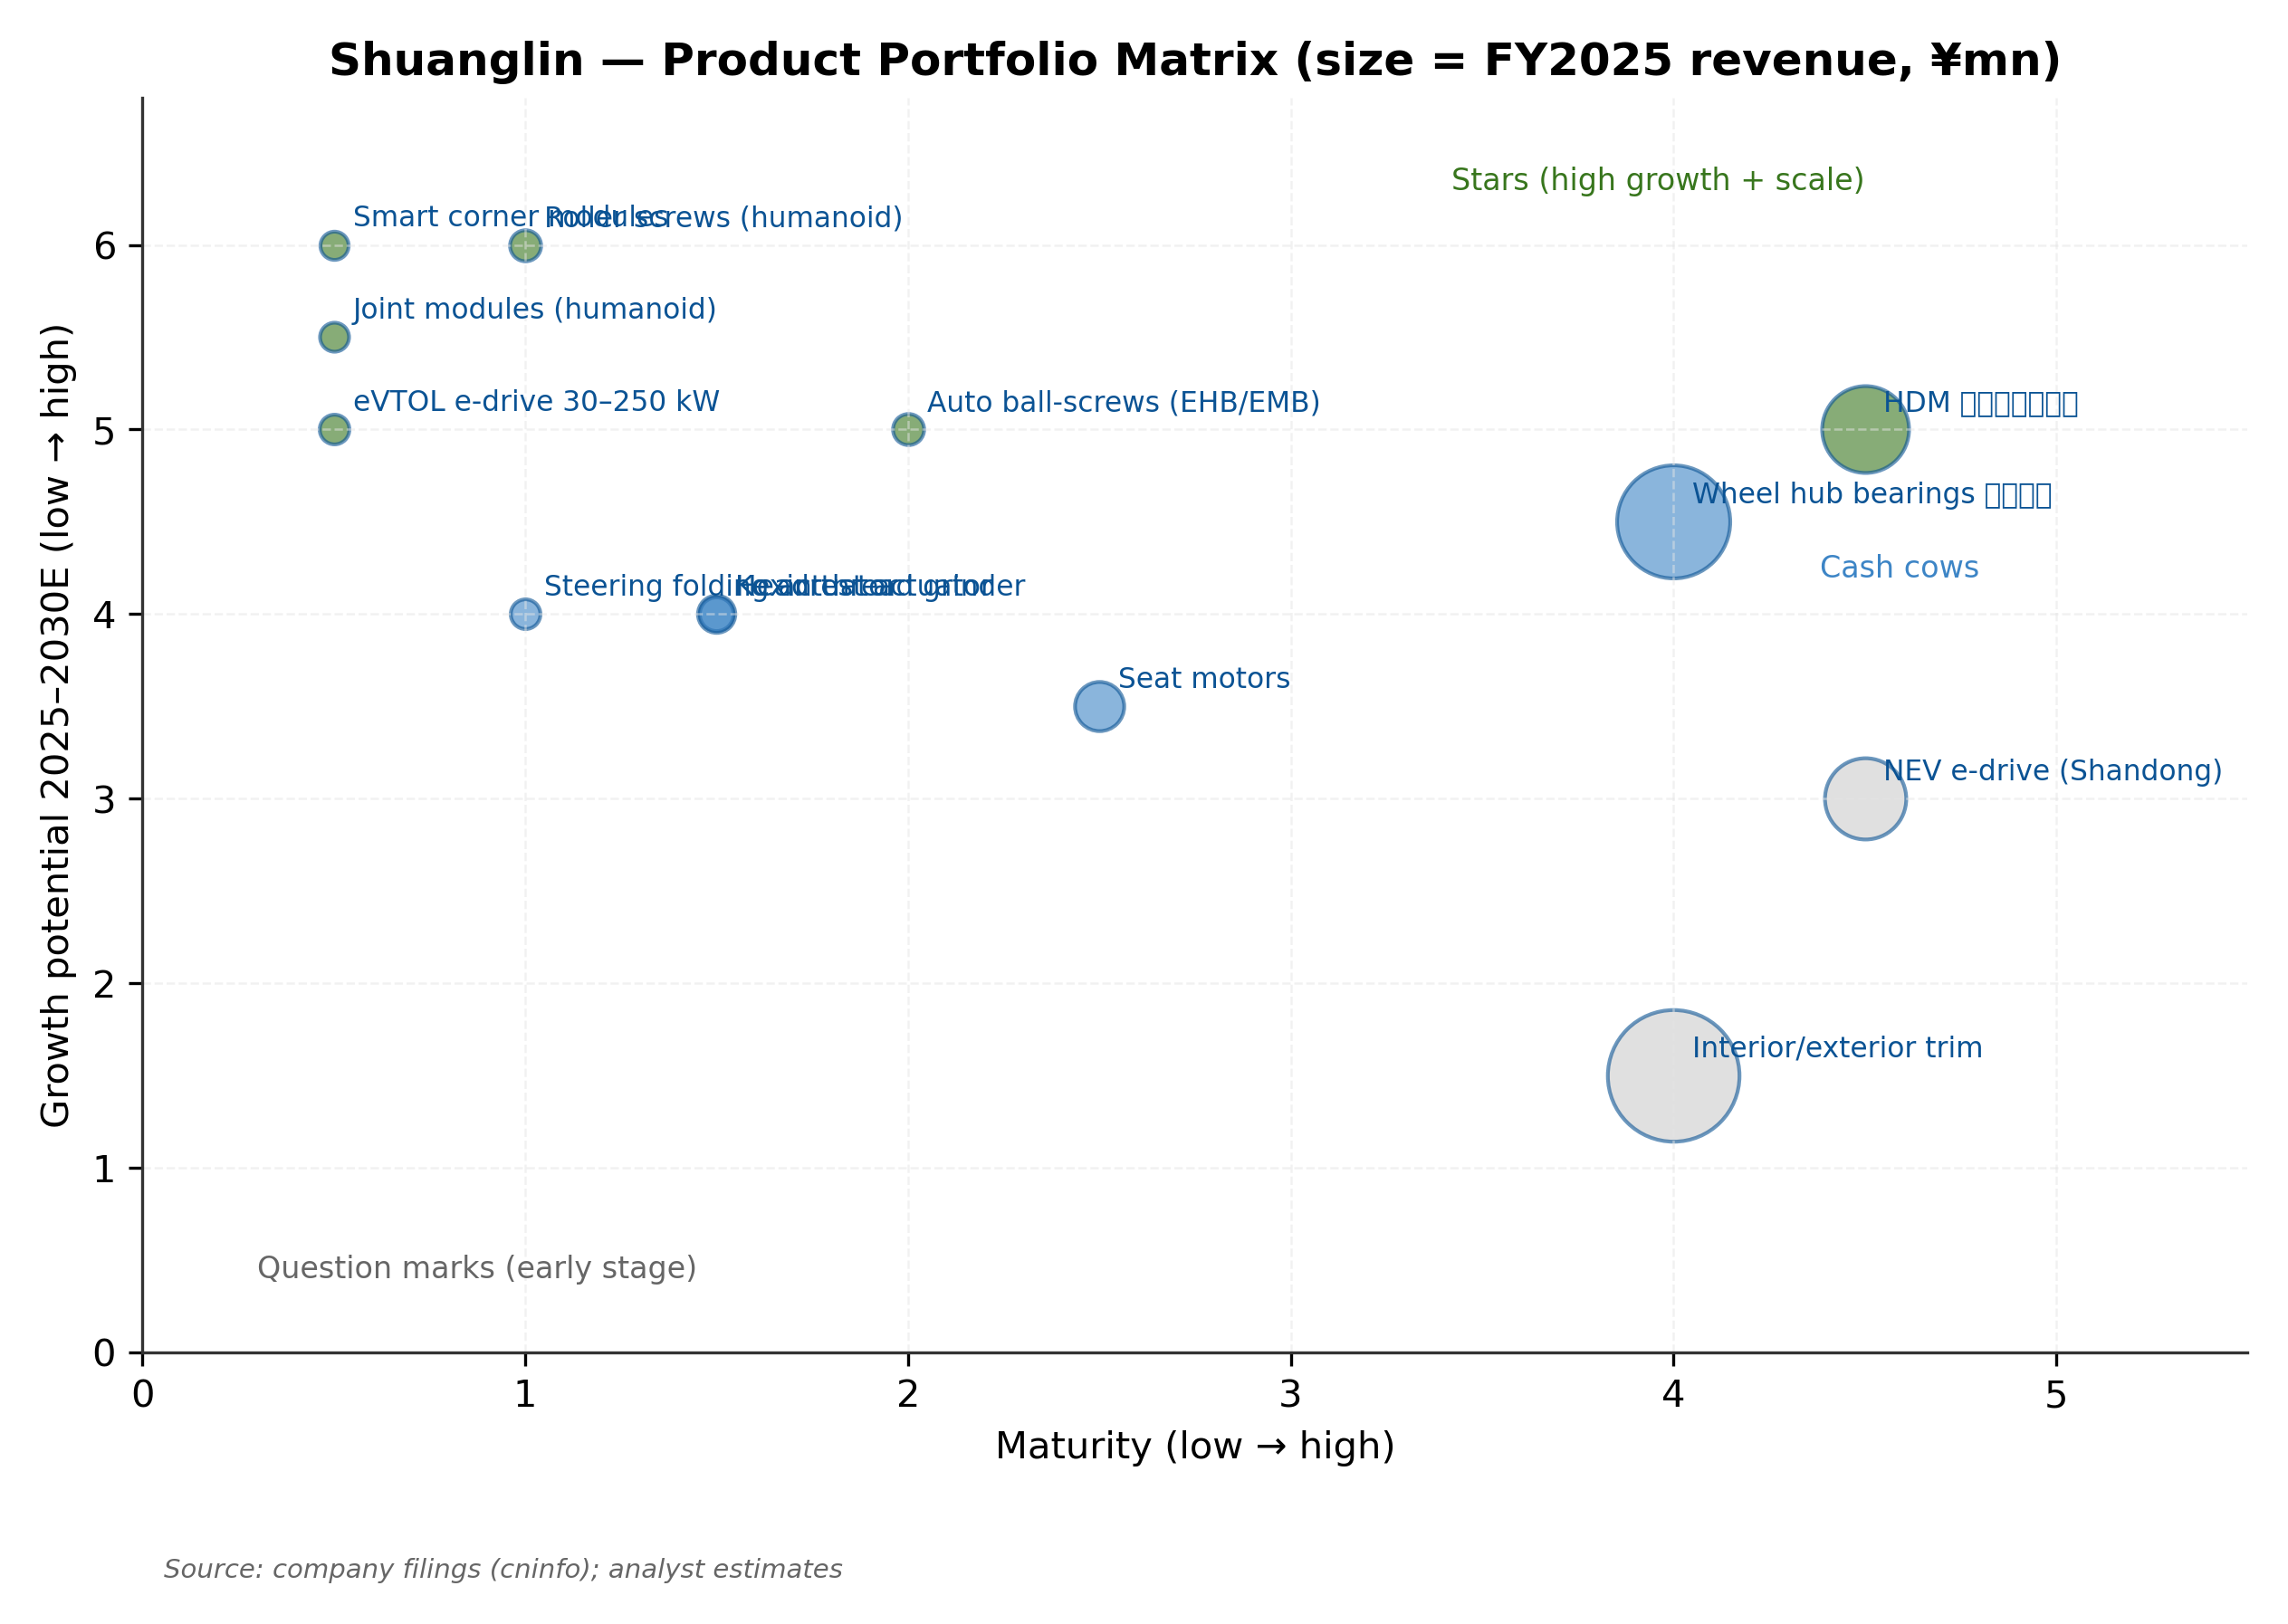 Shuanglin — Product Portfolio Matrix (size = FY2025 revenue, ¥mn)
Growth potential 2025–2030E (low → high)
Stars (high growth + scale)
Smart corner modules
Roller screws (humanoid)
Joint modules (humanoid)
eVTOL e-drive 30–250 kW
Auto ball-screws (EHB/EMB)
HDM
Wheel hub bearings
Cash cows
Steering folding
Seat motors
NEV e-drive (Shandong)
Interior/exterior trim
Question marks (early stage)
6
5
4
3
2
1
0
0 1 2 3 4 5
Maturity (low → high)
Source: company filings (cninfo); analyst estimates